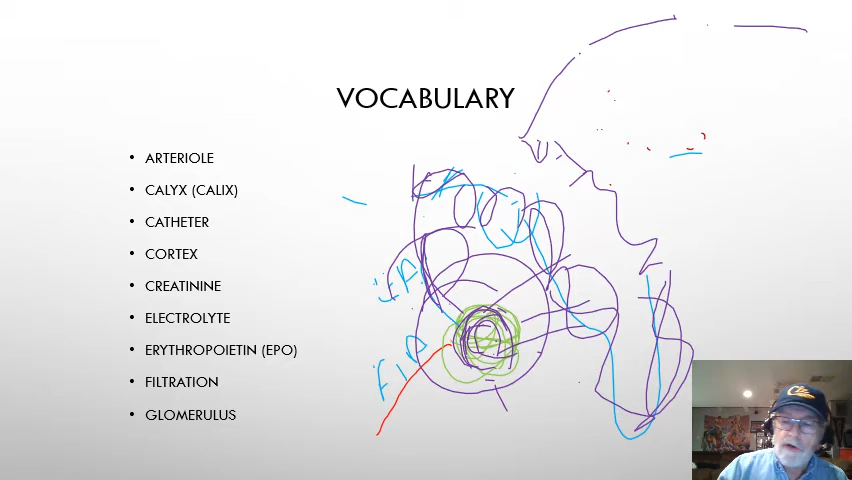 VOCABULARY
• ARTERIOLE
• CALYX (CALIX)
• CATHETER
• CORTEX
• CREATININE
• ELECTROLYTE
• ERYTHROPOIETIN (EPO)
• FILTRATION
• GLOMERULUS